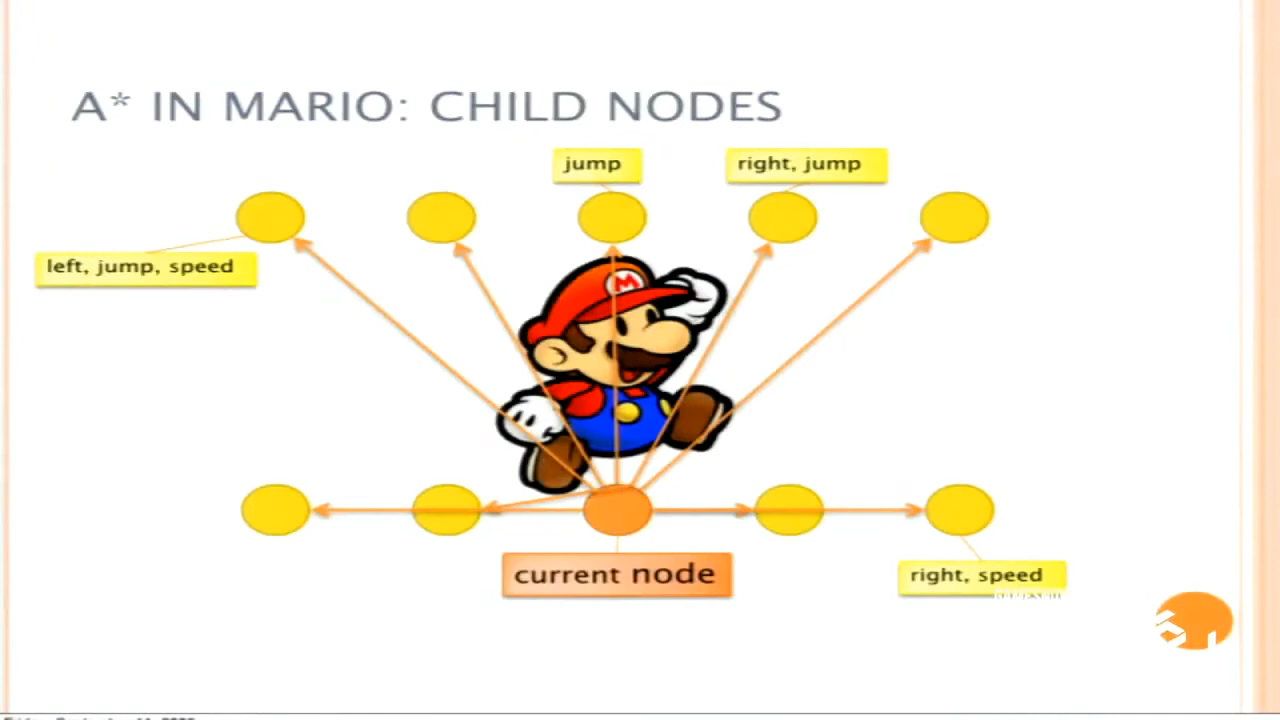 A* IN MARIO: CHILD NODES
jump
right, jump
left, jump, speed
M
current node
right, speed